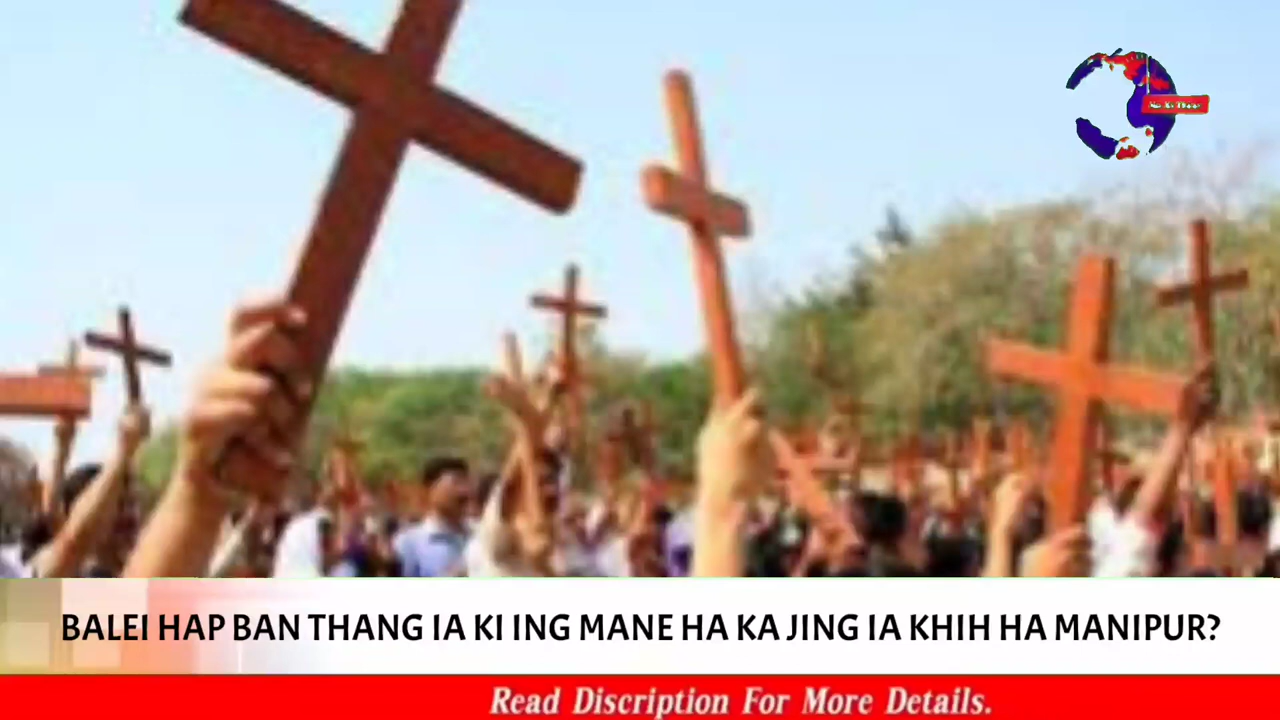 BALEI HAP BAN THANG IA KI ING MANE HA KA JING IA KHIH HA MANIPUR?
Read Discription For More Details.